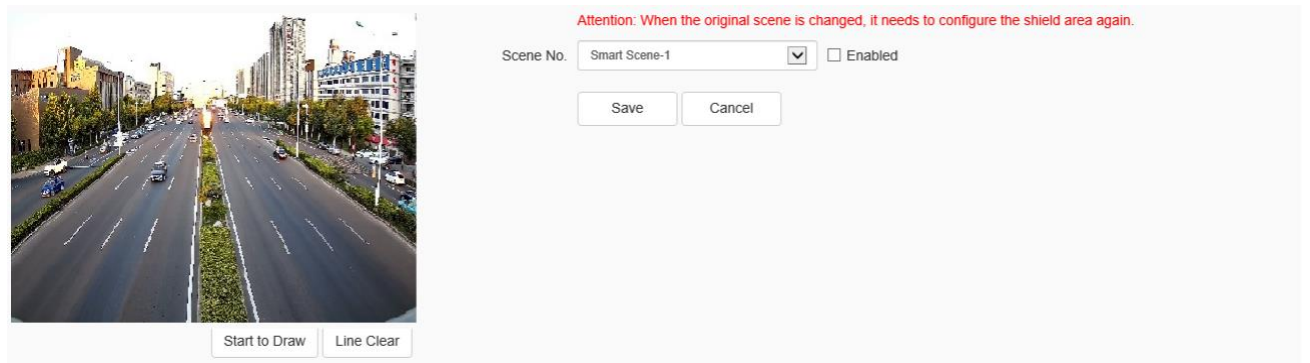 Attention: When the original scene is changed, it needs to configure the shield area again.
Scene No. Smart Scene-1 Enabled
Save Cancel
Start to Draw Line Clear